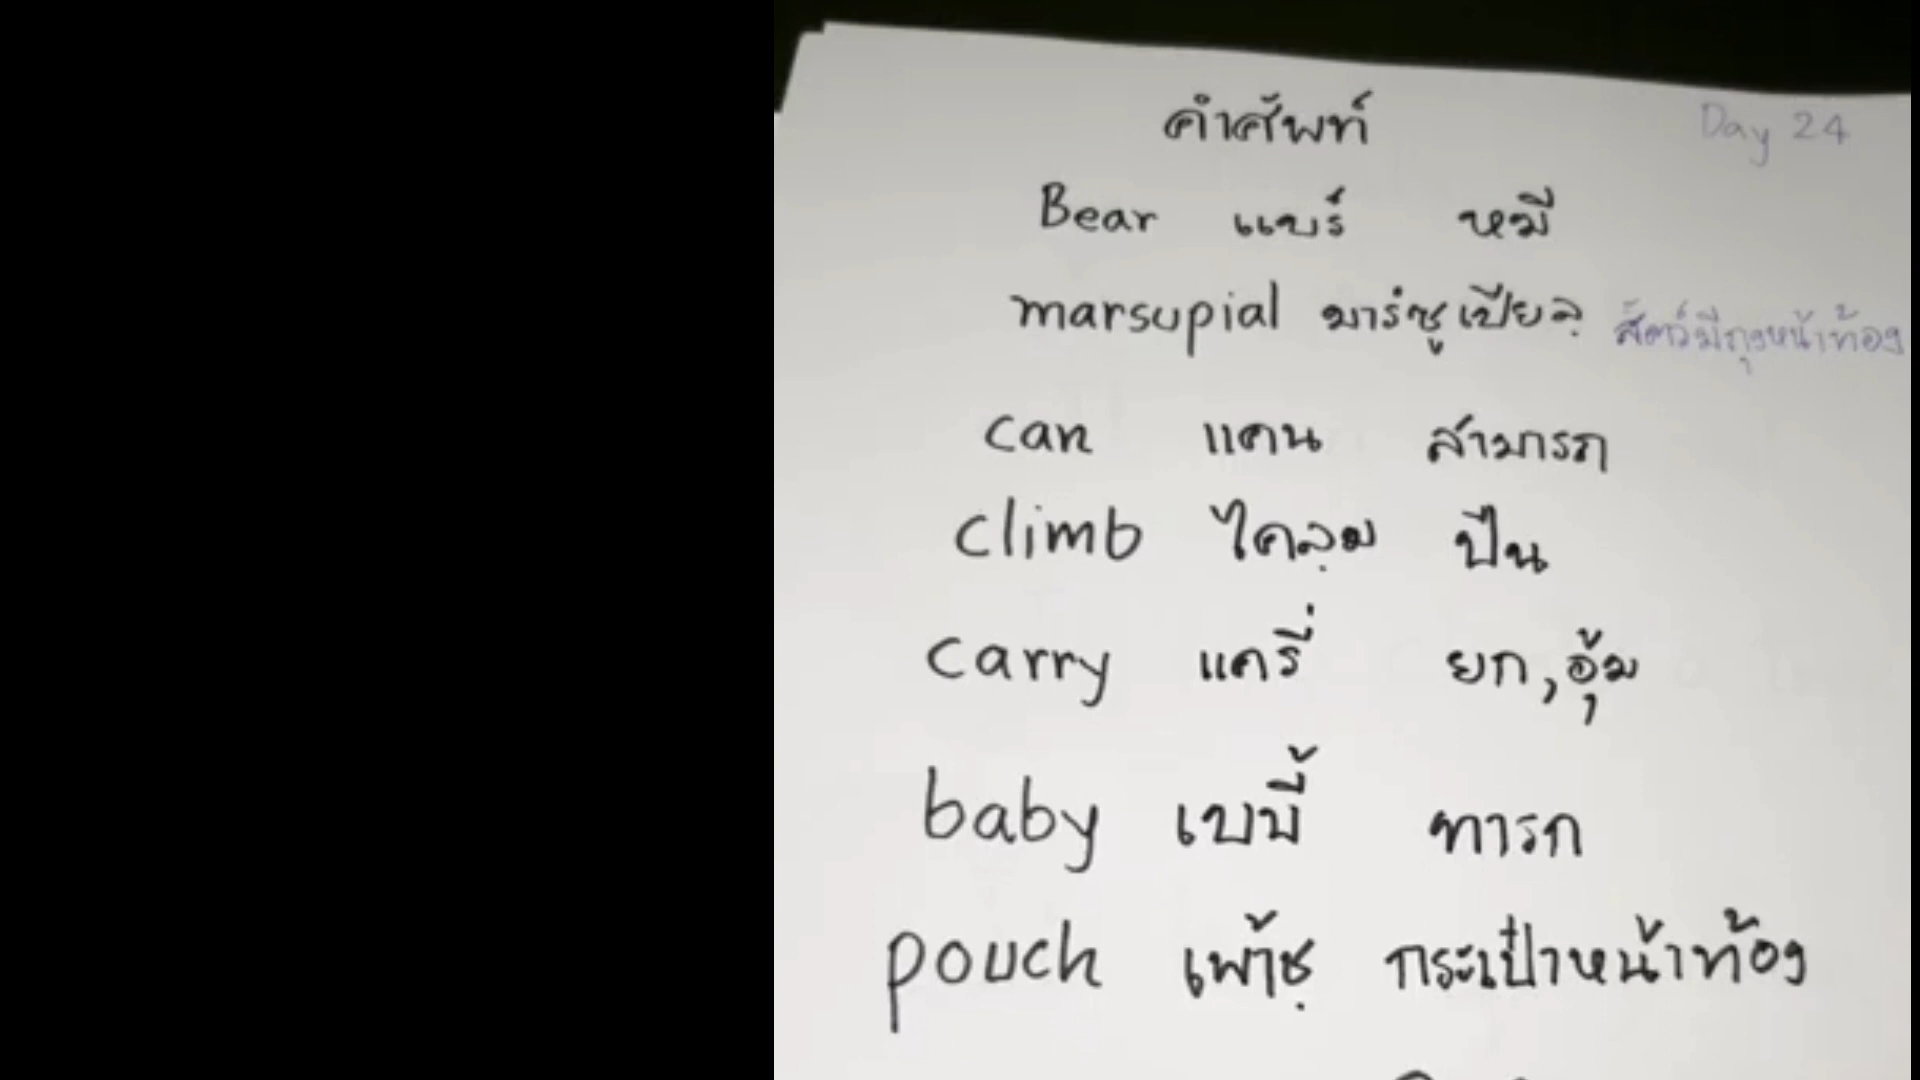 คำศัพท์ Day 24
Bear แบร์ หมี
marsupial มาร์ซูเปียลฺ สัตว์มีถุงหน้าท้อง
can แคน สามารถ
climb ไคลฺม ปีน
carry แครี่ ยก,อุ้ม
baby เบบี้ ทารก
pouch เพ้าชฺ กระเป๋าหน้าท้อง